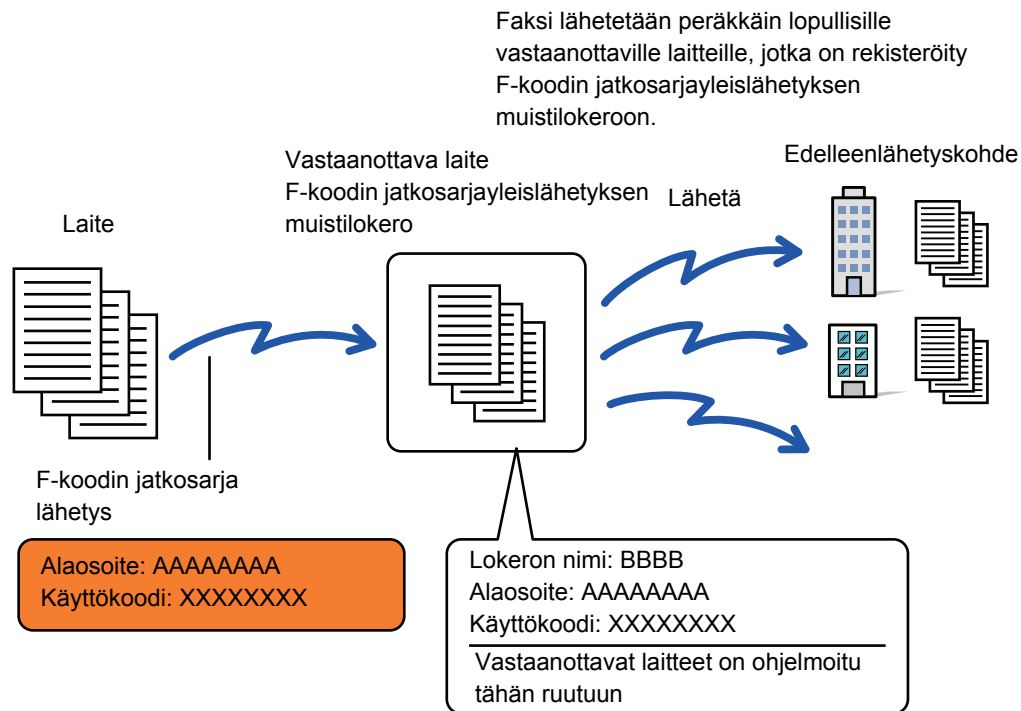 Faksi lähetetään peräkkäin lopullisille
vastaanottaville laitteille, jotka on rekisteröity
F-koodin jatkosarjayleislähetyksen
muistilokeroon.
Laite
Vastaanottava laite
F-koodin jatkosarjayleislähetyksen
muistilokero
Lähetä
Edelleenlähetyskohde
F-koodin jatkosarja
lähetys
Alaosoite: AAAAAAAA
Käyttökoodi: XXXXXXXX
Lokeron nimi: BBBB
Alaosoite: AAAAAAAA
Käyttökoodi: XXXXXXXX
Vastaanottavat laitteet on ohjelmoitu
tähän ruutuun